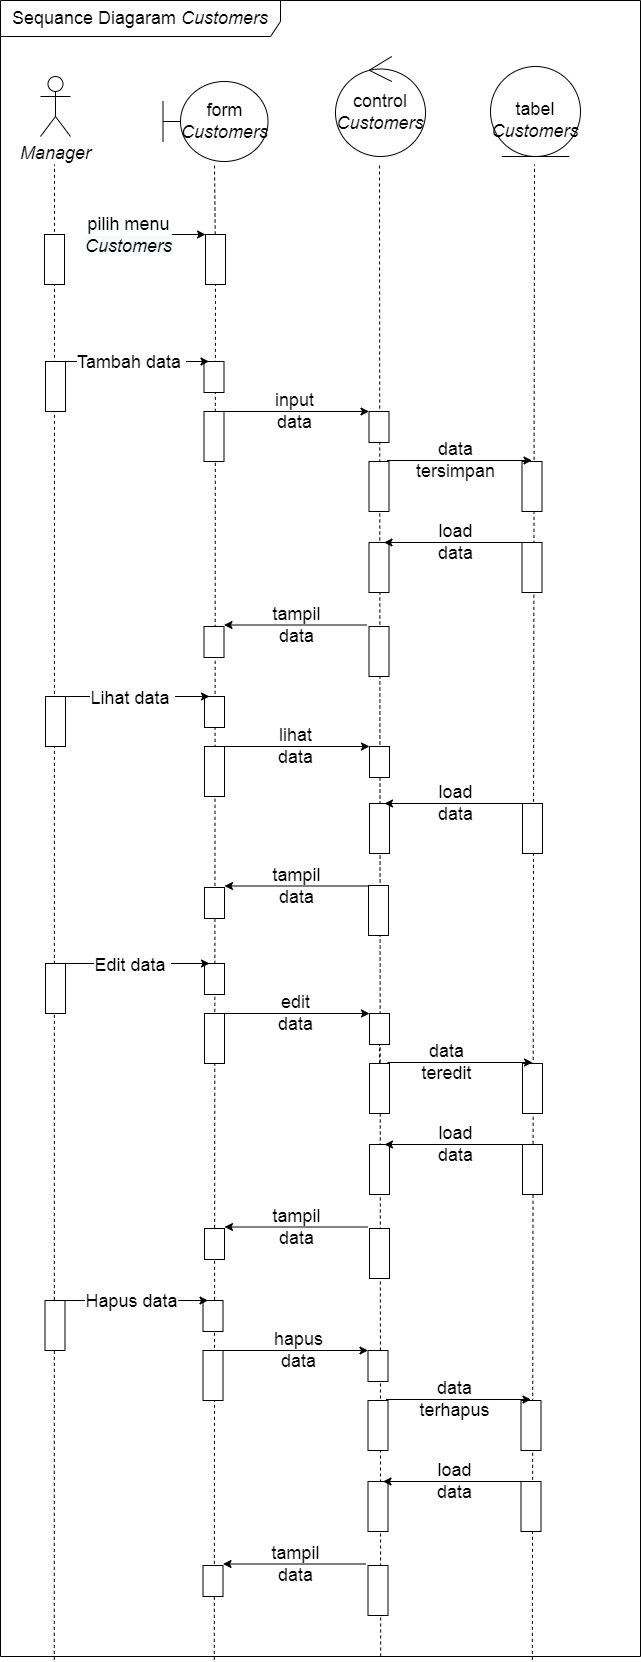 Sequance Diagaram Customers
Manager
form
Customers
control
Customers
tabel
Customers
pilih menu
Customers
Tambah data
input
data
data
tersimpan
load
data
tampil
data
Lihat data
lihat
data
load
data
tampil
data
Edit data
edit
data
data
teredit
load
data
tampil
data
Hapus data
hapus
data
data
terhapus
load
data
tampil
data